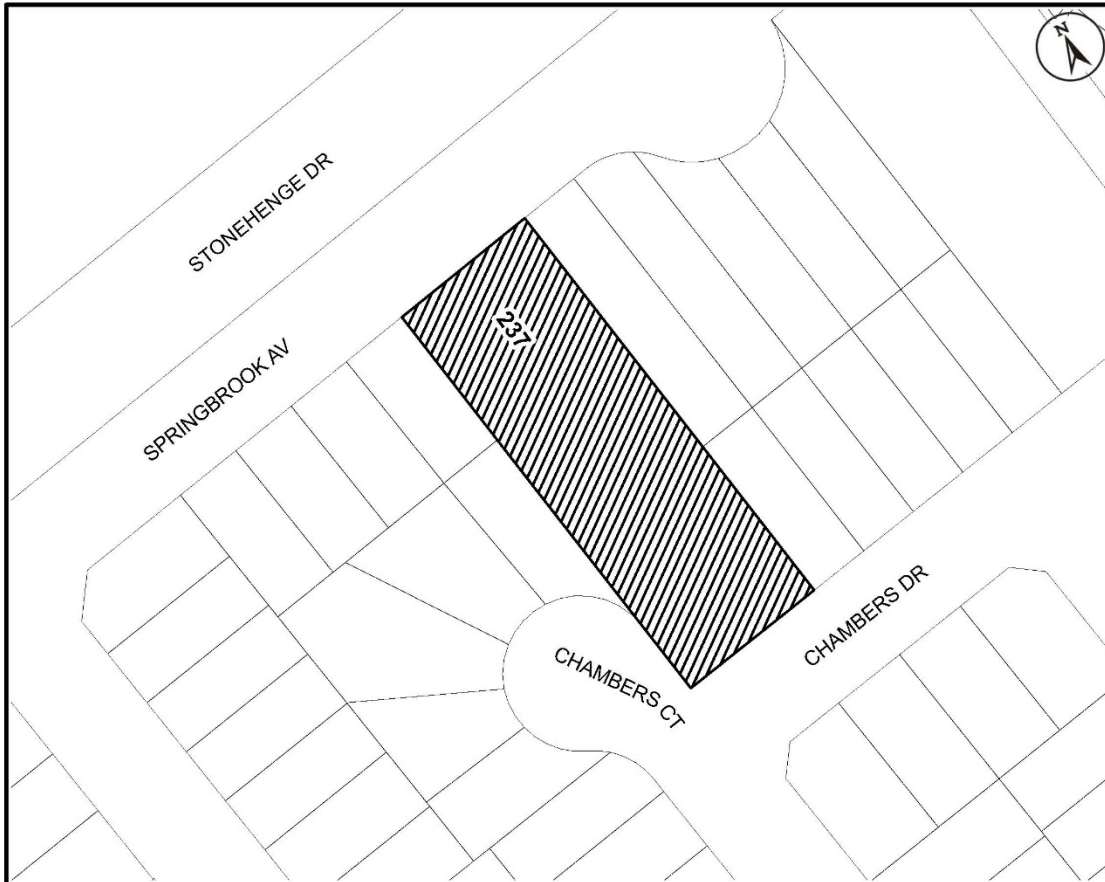 N
STONEHENGE DR
237
SPRINGBROOK AV
CHAMBERS DR
CHAMBERS CT